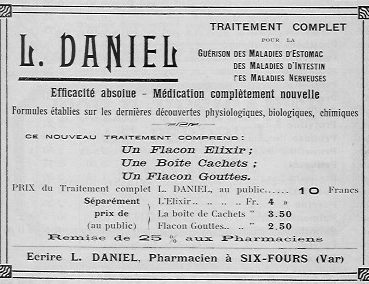 L. DANIEL
TRAITEMENT COMPLET
POUR LA
GUÉRISON DES MALADIES D'ESTOMAC
DES MALADIES D'INTESTIN
DES MALADIES NERVEUSES
Efficacité absolue - Médication complètement nouvelle
Formules établies sur les dernières découvertes physiologiques, biologiques, chimiques
CE NOUVEAU TRAITEMENT COMPREND:
Un Flacon Elixir;
Une Boîte Cachets;
Un Flacon Gouttes.
PRIX du Traitement complet L. DANIEL, au public...... 10 Francs
Séparément L'Elixir..... .. Fr. 4 »
prix de La boîte de Cachets " 3.50
(au public) Flacon Gouttes.. .. " 2.50
Remise de 25 % aux Pharmaciens
Ecrire L. DANIEL, Pharmacien à SIX-FOURS (Var)